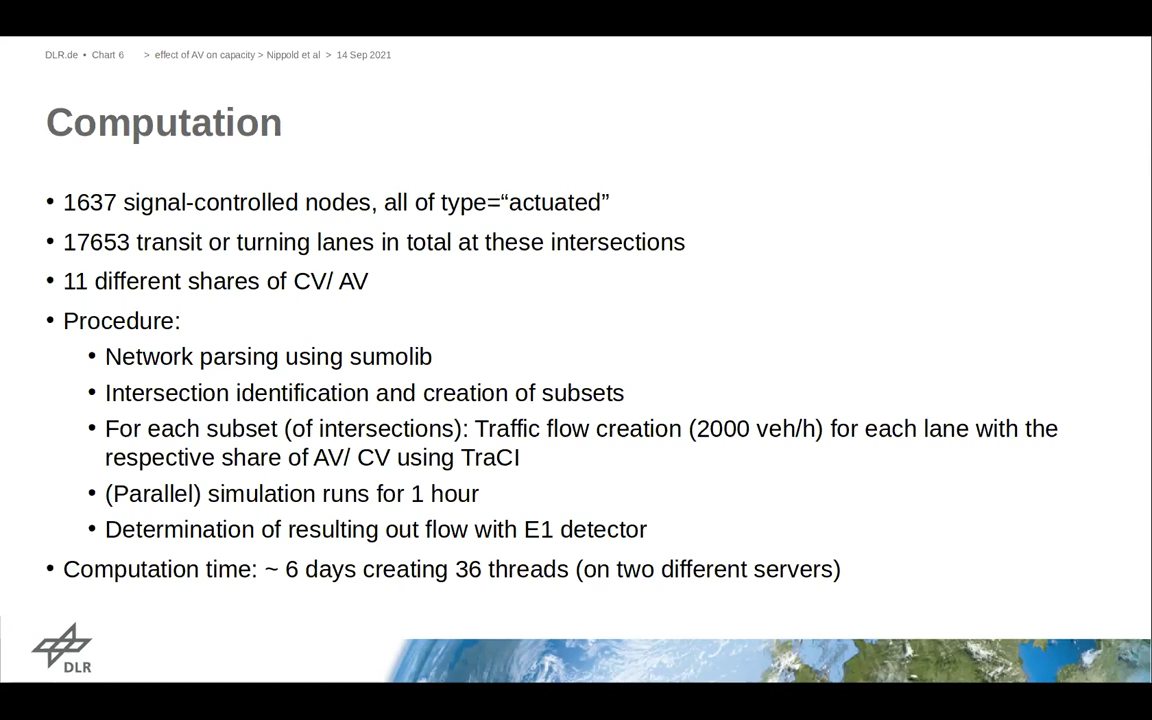 DLR.de • Chart 6 > effect of AV on capacity > Nippold et al > 14 Sep 2021
Computation
• 1637 signal-controlled nodes, all of type=“actuated”
• 17653 transit or turning lanes in total at these intersections
• 11 different shares of CV/ AV
• Procedure:
• Network parsing using sumolib
• Intersection identification and creation of subsets
• For each subset (of intersections): Traffic flow creation (2000 veh/h) for each lane with the
respective share of AV/ CV using TraCI
• (Parallel) simulation runs for 1 hour
• Determination of resulting out flow with E1 detector
• Computation time: ~ 6 days creating 36 threads (on two different servers)
DLR